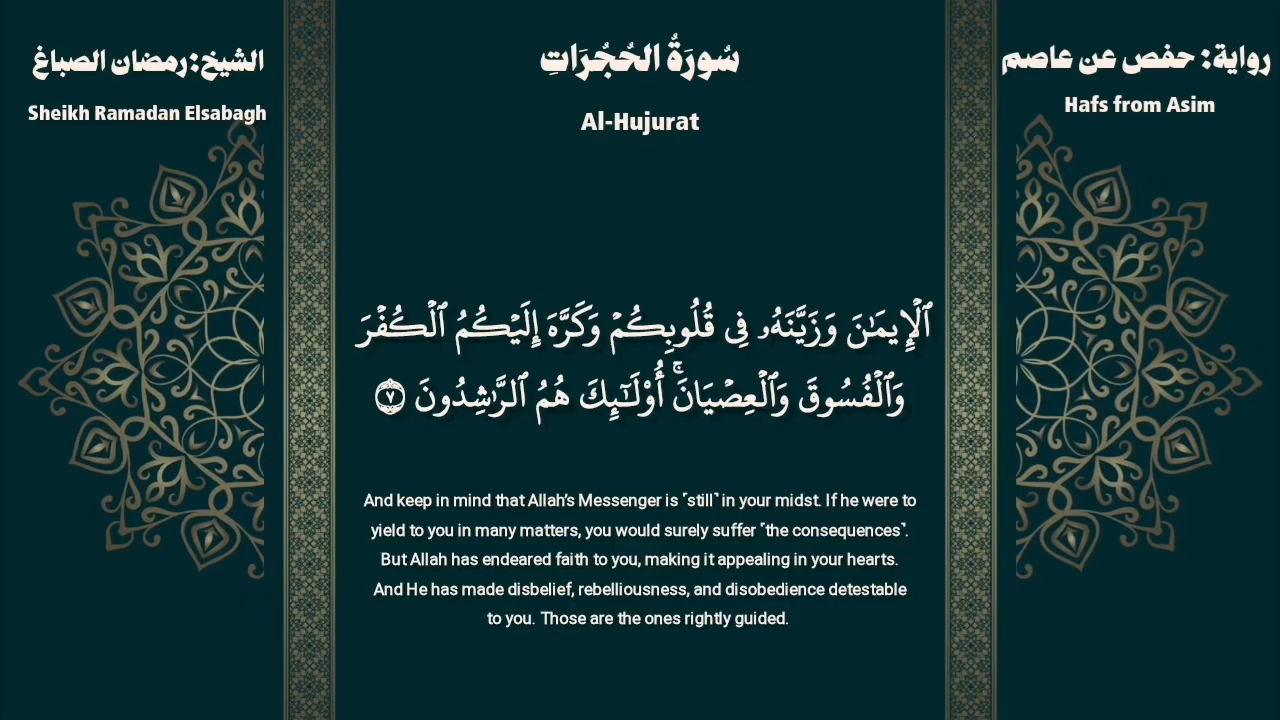 الشيخ:رمضان الصباغ
Sheikh Ramadan Elsabagh
سُورَةٌ الحُجُرَاتِ
Al-Hujurat
رواية: حفص عن عاصم
Hafs from Asim
ٱلْإِيمَٰنَ وَزَيَّنَهُۥ فِى قُلُوبِكُمْ وَكَرَّهَ إِلَيْكُمُ ٱلْكُفْرَ
وَٱلْفُسُوقَ وَٱلْعِصْيَانَ ۚ أُو۟لَٰٓئِكَ هُمُ ٱلرَّٰشِدُونَ ٧
And keep in mind that Allah’s Messenger is ˹still˺ in your midst. If he were to
yield to you in many matters, you would surely suffer ˹the consequences˺.
But Allah has endeared faith to you, making it appealing in your hearts.
And He has made disbelief, rebelliousness, and disobedience detestable
to you. Those are the ones rightly guided.